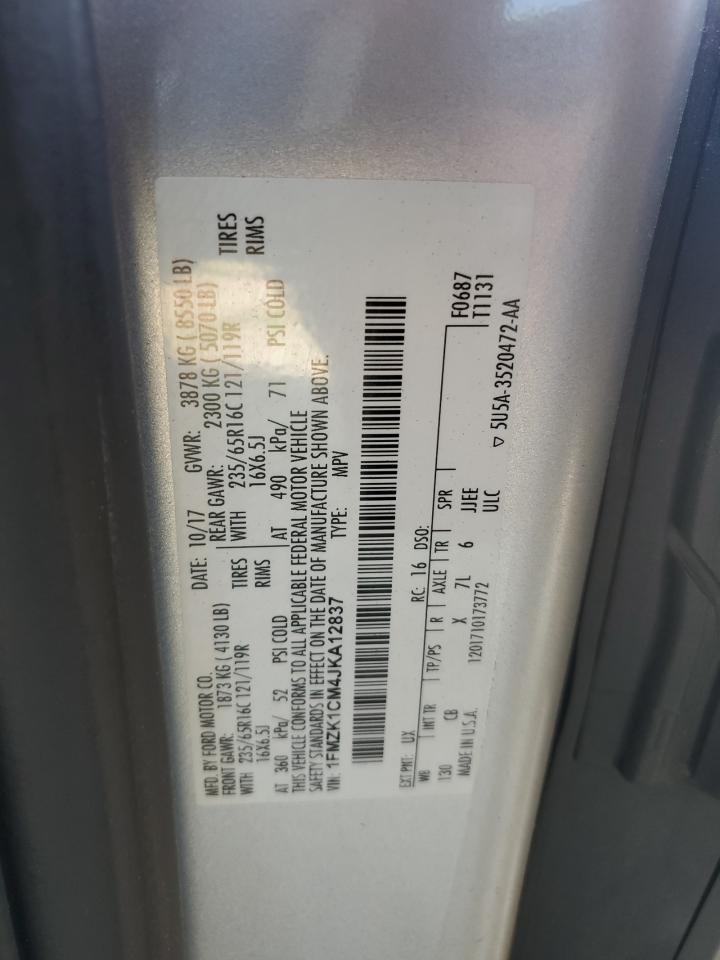 MFD. BY FORD MOTOR CO.
DATE: 10/17 GVWR: 3878 KG ( 8550 LB)
FRONT GAWR: 1873 KG ( 4130 LB)
REAR GAWR: 2300 KG ( 5070 LB)
WITH 235/65R16C 121/119R TIRES
WITH 235/65R16C 121/119R TIRES
16X6.5J RIMS
16X6.5J RIMS
AT 360 kPa/ 52 PSI COLD
AT 490 kPa/ 71 PSI COLD
THIS VEHICLE CONFORMS TO ALL APPLICABLE FEDERAL MOTOR VEHICLE
SAFETY STANDARDS IN EFFECT ON THE DATE OF MANUFACTURE SHOWN ABOVE.
VIN: 1FMZK1CM4JKA12837 TYPE: MPV
EXT PNT: UX RC: 16 DSO: F0687
WB INT TR TP/PS R AXLE TR SPR T1131
130 CB X 7L 6 JJEE
MADE IN U.S.A. 1201710173772 ULC ▽ 5U5A-3520472-AA